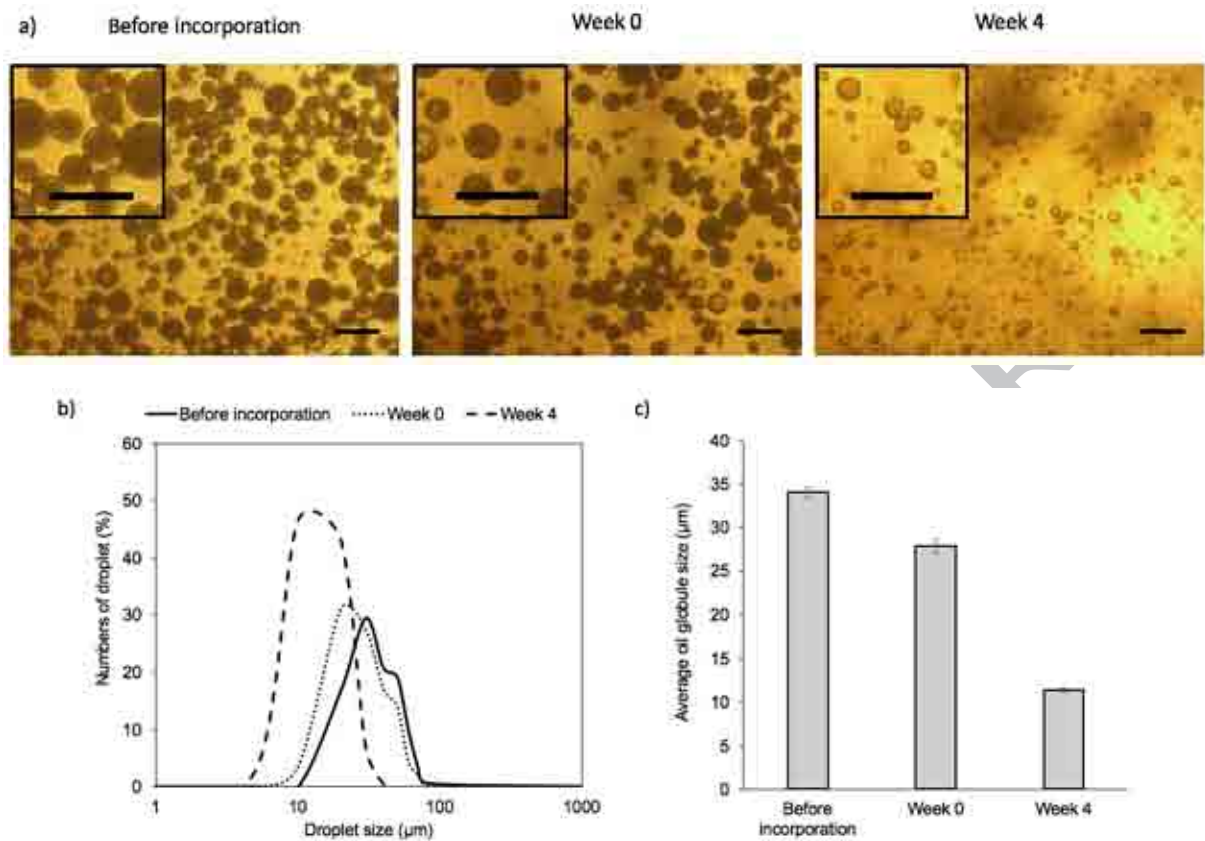 a) Before incorporation Week 0 Week 4
b) Before incorporation Week 0 Week 4
Numbers of droplet (%)
60
50
40
30
20
10
0
1 10 100 1000
Droplet size (µm)
c)
Average oil globule size (µm)
40
35
30
25
20
15
10
5
0
Before incorporation Week 0 Week 4